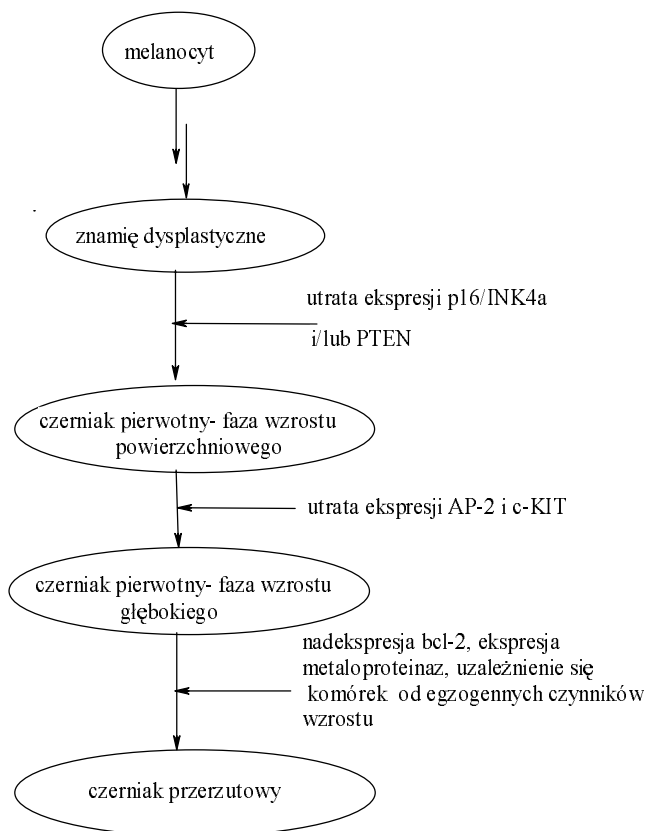 melanocyt
znamię dysplastyczne
utrata ekspresji p16/INK4a
i/lub PTEN
czerniak pierwotny- faza wzrostu
powierzchniowego
utrata ekspresji AP-2 i c-KIT
czerniak pierwotny- faza wzrostu
głębokiego
nadekspresja bcl-2, ekspresja
metaloproteinaz, uzależnienie się
komórek od egzogennych czynników
wzrostu
czerniak przerzutowy